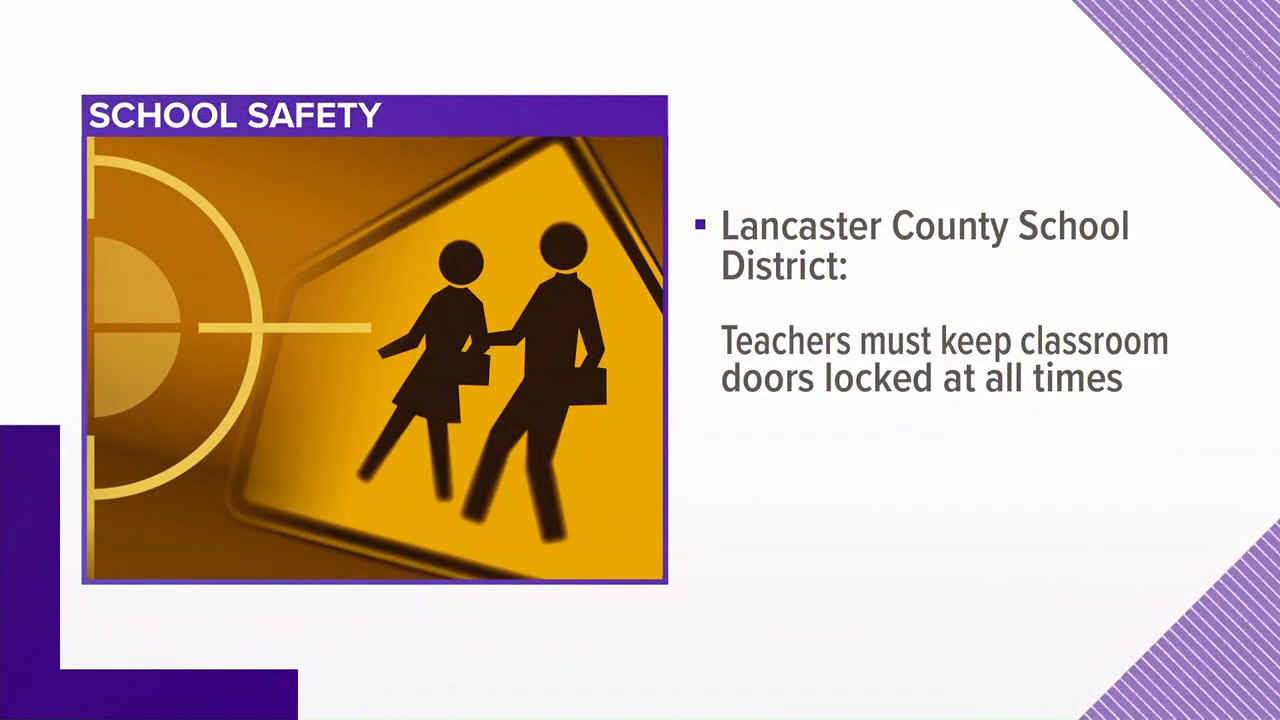 SCHOOL SAFETY
Lancaster County School
District:
Teachers must keep classroom
doors locked at all times